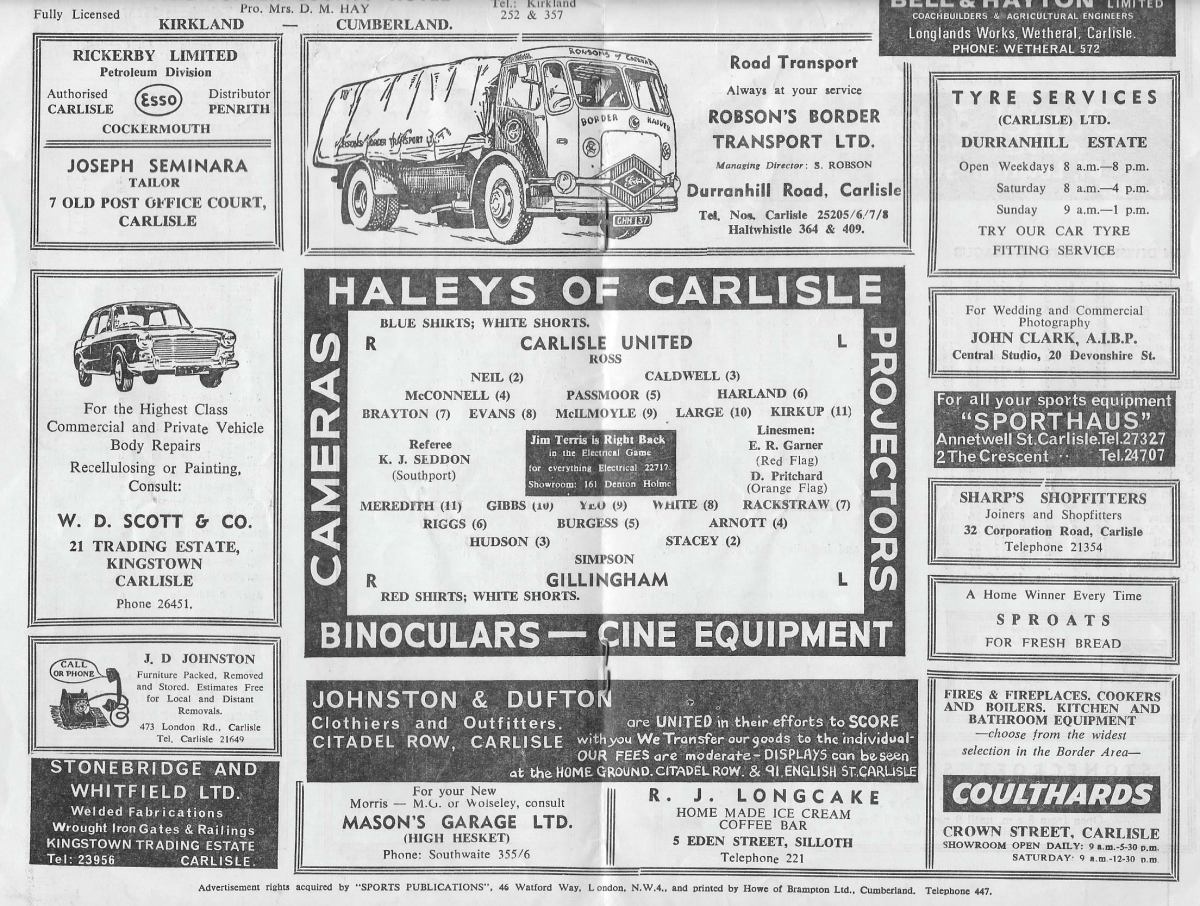 Fully Licensed
Pro. Mrs. D. M. HAY
Tel.: Kirkland
252 & 357
KIRKLAND — CUMBERLAND.
BELL & HAYTON LIMITED
COACHBUILDERS & AGRICULTURAL ENGINEERS
Longlands Works, Wetheral, Carlisle.
PHONE: WETHERAL 572
RICKERBY LIMITED
Petroleum Division
Authorised Esso Distributor
CARLISLE PENRITH
COCKERMOUTH
JOSEPH SEMINARA
TAILOR
7 OLD POST OFFICE COURT,
CARLISLE
ROBSONS of CARLISLE
BORDER RAIDER
ROBSONS BORDER TRANSPORT LTD.
GHH 137
Road Transport
Always at your service
ROBSON'S BORDER
TRANSPORT LTD.
Managing Director: S. ROBSON
Durranhill Road, Carlisle
Tel. Nos. Carlisle 25205/6/7/8
Haltwhistle 364 & 409.
TYRE SERVICES
(CARLISLE) LTD.
DURRANHILL ESTATE
Open Weekdays 8 a.m.—8 p.m.
Saturday 8 a.m.—4 p.m.
Sunday 9 a.m.—1 p.m.
TRY OUR CAR TYRE
FITTING SERVICE
For the Highest Class
Commercial and Private Vehicle
Body Repairs
Recellulosing or Painting,
Consult:
W. D. SCOTT & CO.
21 TRADING ESTATE,
KINGSTOWN
CARLISLE
Phone 26451.
HALEYS OF CARLISLE
CAMERAS
PROJECTORS
BLUE SHIRTS; WHITE SHORTS.
R CARLISLE UNITED L
ROSS
NEIL (2) CALDWELL (3)
McCONNELL (4) PASSMOOR (5) HARLAND (6)
BRAYTON (7) EVANS (8) McILMOYLE (9) LARGE (10) KIRKUP (11)
Referee
K. J. SEDDON
(Southport)
Jim Terris is Right Back
in the Electrical Game
for everything Electrical 22717.
Showroom: 161 Denton Holme
Linesmen:
E. R. Garner
(Red Flag)
D. Pritchard
(Orange Flag)
MEREDITH (11) GIBBS (10) YEO (9) WHITE (8) RACKSTRAW (7)
RIGGS (6) BURGESS (5) ARNOTT (4)
HUDSON (3) STACEY (2)
SIMPSON
R GILLINGHAM L
RED SHIRTS; WHITE SHORTS.
BINOCULARS — CINE EQUIPMENT
For Wedding and Commercial
Photography
JOHN CLARK, A.I.B.P.
Central Studio, 20 Devonshire St.
For all your sports equipment
"SPORTHAUS"
Annetwell St. Carlisle. Tel. 27327
2 The Crescent ·· Tel. 24707
SHARP'S SHOPFITTERS
Joiners and Shopfitters
32 Corporation Road, Carlisle
Telephone 21354
A Home Winner Every Time
SPROATS
FOR FRESH BREAD
CALL
OR PHONE
J. D JOHNSTON
Furniture Packed, Removed
and Stored. Estimates Free
for Local and Distant
Removals.
473 London Rd., Carlisle
Tel. Carlisle 21649
STONEBRIDGE AND
WHITFIELD LTD.
Welded Fabrications
Wrought Iron Gates & Railings
KINGSTOWN TRADING ESTATE
Tel: 23956 CARLISLE.
JOHNSTON & DUFTON
Clothiers and Outfitters.
CITADEL ROW, CARLISLE
are UNITED in their efforts to SCORE
with you We Transfer our goods to the individual-
OUR FEES are moderate - DISPLAYS can be seen
at the HOME GROUND. CITADEL ROW. & 91, ENGLISH ST. CARLISLE
For your New
Morris — M.G. or Wolseley, consult
MASON'S GARAGE LTD.
(HIGH HESKET)
Phone: Southwaite 355/6
R. J. LONGCAKE
HOME MADE ICE CREAM
COFFEE BAR
5 EDEN STREET, SILLOTH
Telephone 221
FIRES & FIREPLACES. COOKERS
AND BOILERS. KITCHEN AND
BATHROOM EQUIPMENT
—choose from the widest
selection in the Border Area—
COULTHARDS
CROWN STREET, CARLISLE
SHOWROOM OPEN DAILY: 9 a.m.-5-30 p.m.
SATURDAY: 9 a.m.-12-30 p.m.
Advertisement rights acquired by "SPORTS PUBLICATIONS", 46 Watford Way, London, N.W.4., and printed by Howe of Brampton Ltd., Cumberland. Telephone 447.